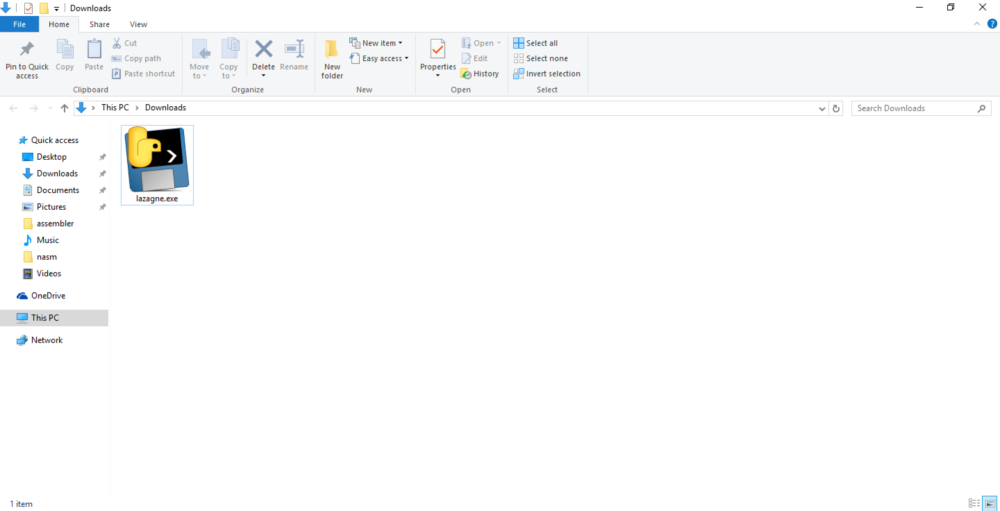 Downloads
File Home Share View
Pin to Quick access
Copy
Paste
Cut
Copy path
Paste shortcut
Clipboard
Move to
Copy to
Delete
Rename
Organize
New folder
New item
Easy access
New
Properties
Open
Edit
History
Open
Select all
Select none
Invert selection
Select
This PC Downloads
Search Downloads
Quick access
Desktop
Downloads
Documents
Pictures
assembler
Music
nasm
Videos
OneDrive
This PC
Network
lazagne.exe
1 item